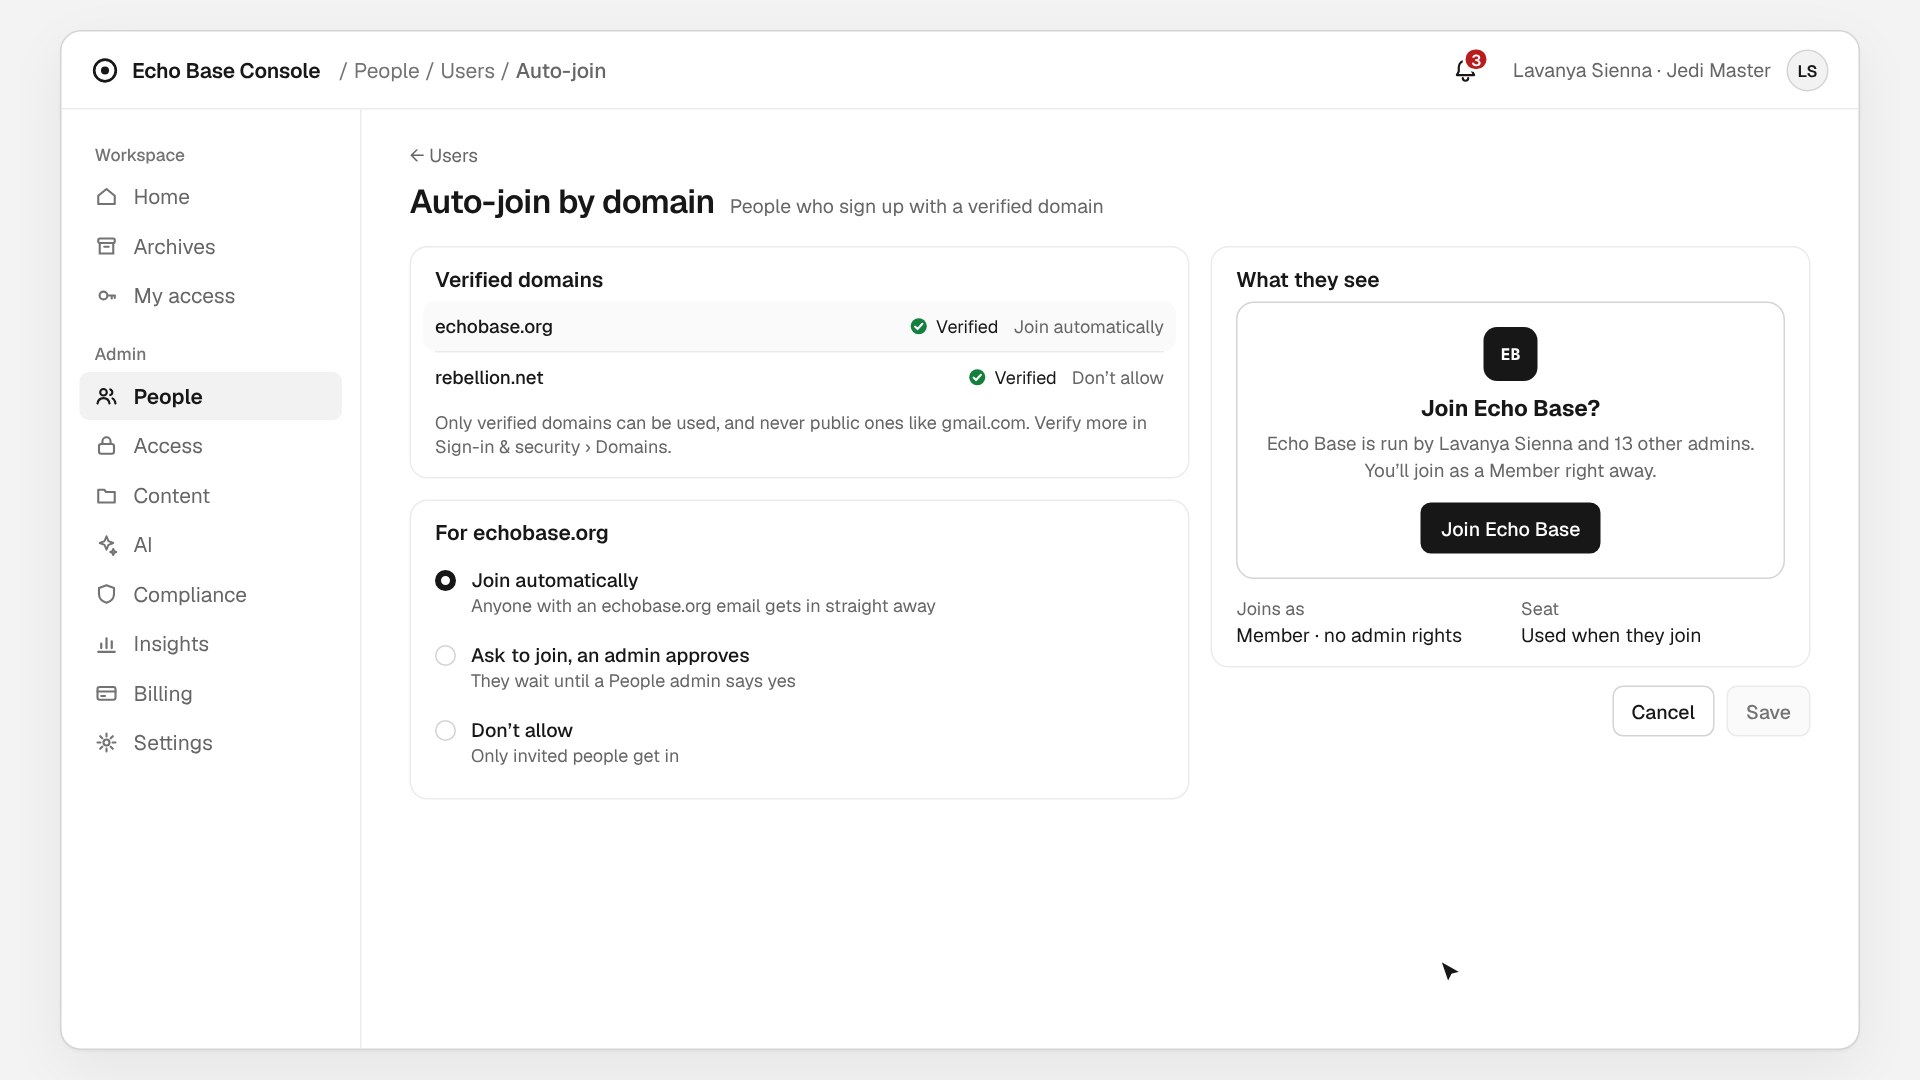 Echo Base Console / People / Users / Auto-join
3
Lavanya Sienna · Jedi Master
LS
Workspace
Home
Archives
My access
Admin
People
Access
Content
AI
Compliance
Insights
Billing
Settings
← Users
Auto-join by domain
People who sign up with a verified domain
Verified domains
echobase.org Verified Join automatically
rebellion.net Verified Don’t allow
Only verified domains can be used, and never public ones like gmail.com. Verify more in
Sign-in & security › Domains.
For echobase.org
Join automatically
Anyone with an echobase.org email gets in straight away
Ask to join, an admin approves
They wait until a People admin says yes
Don’t allow
Only invited people get in
What they see
EB
Join Echo Base?
Echo Base is run by Lavanya Sienna and 13 other admins.
You’ll join as a Member right away.
Join Echo Base
Joins as
Member · no admin rights
Seat
Used when they join
Cancel
Save